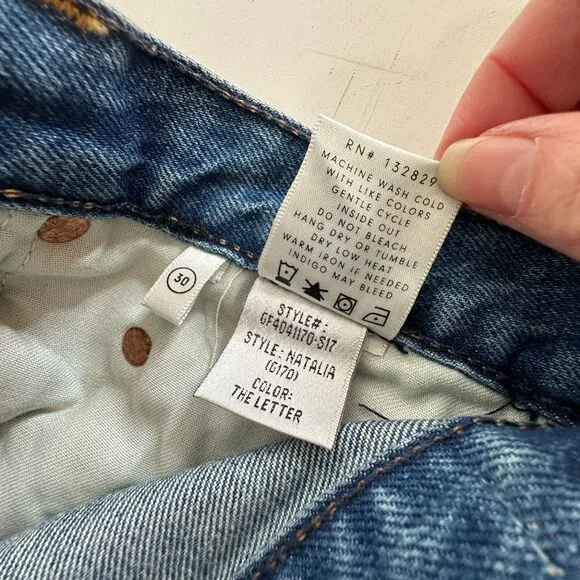 RN# 132829
MACHINE WASH COLD
WITH LIKE COLORS
GENTLE CYCLE
INSIDE OUT
DO NOT BLEACH
HANG DRY OR TUMBLE
DRY LOW HEAT
WARM IRON IF NEEDED
INDIGO MAY BLEED
30
STYLE#:
GF4041170-S17
STYLE: NATALIA
(G170)
COLOR:
THE LETTER